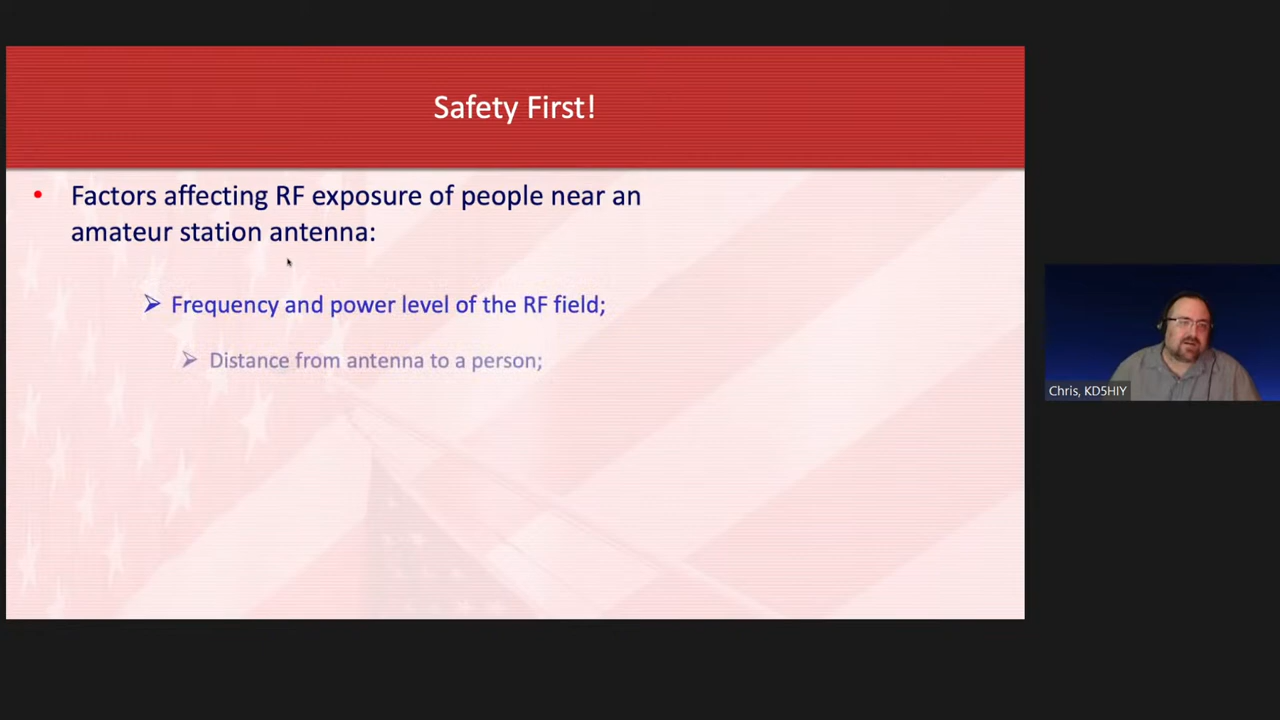 Safety First!
• Factors affecting RF exposure of people near an
amateur station antenna:
➢ Frequency and power level of the RF field;
➢ Distance from antenna to a person;
Chris, KD5HIY